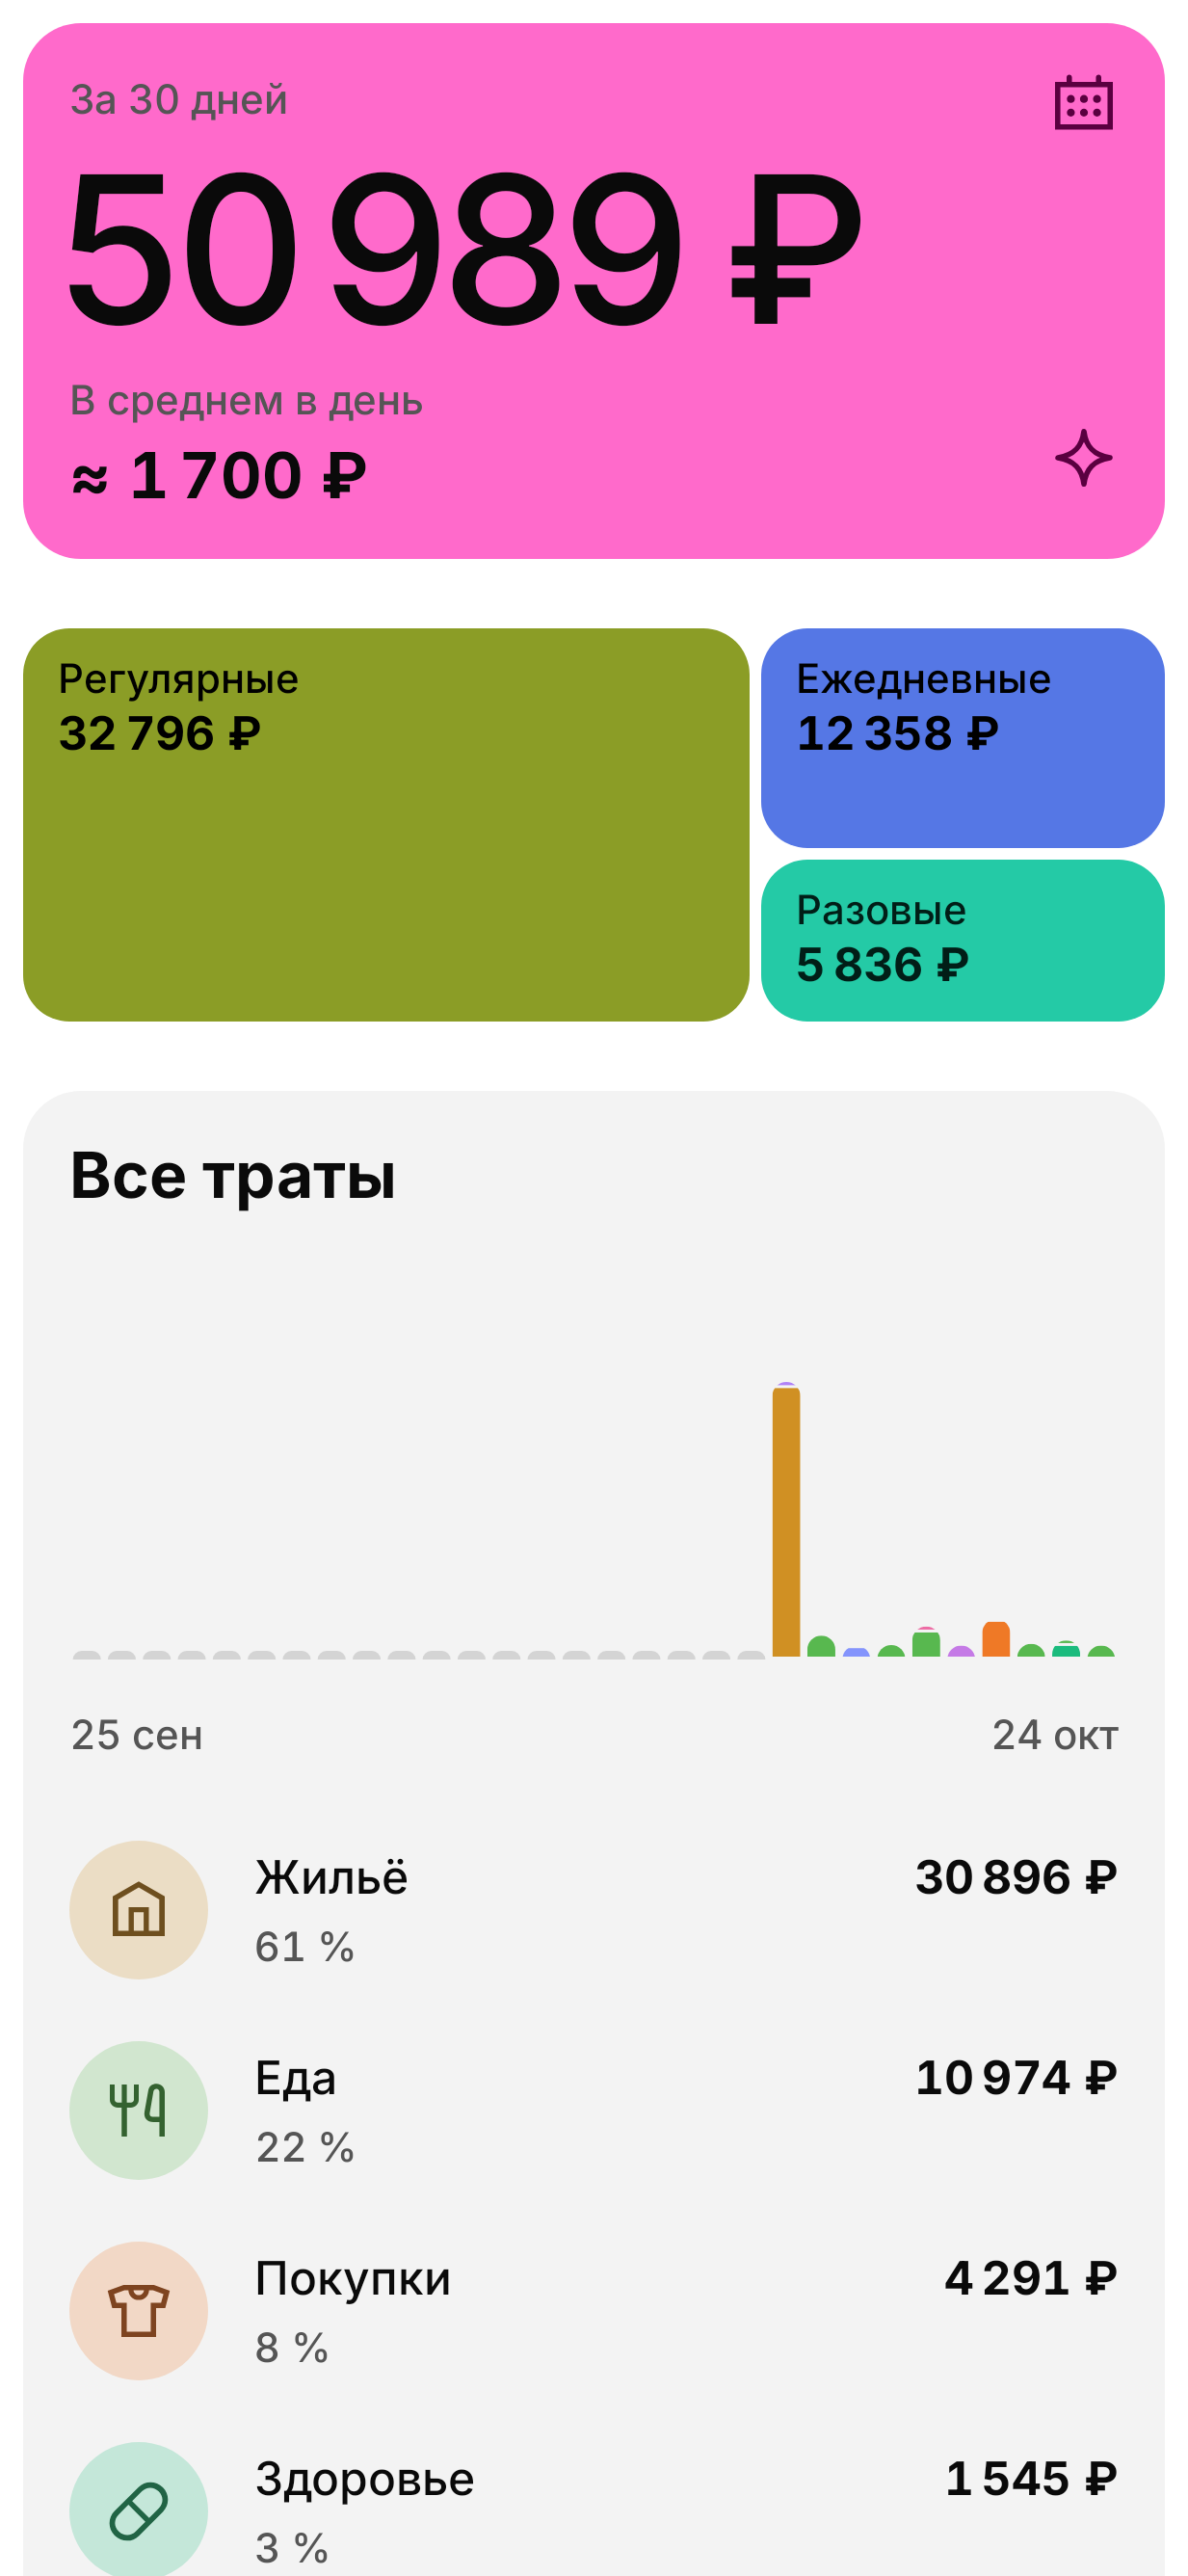 За 30 дней
50 989 ₽
В среднем в день
≈ 1 700 ₽
Регулярные
32 796 ₽
Ежедневные
12 358 ₽
Разовые
5 836 ₽
Все траты
25 сен
24 окт
Жильё
30 896 ₽
61 %
Еда
10 974 ₽
22 %
Покупки
4 291 ₽
8 %
Здоровье
1 545 ₽
3 %